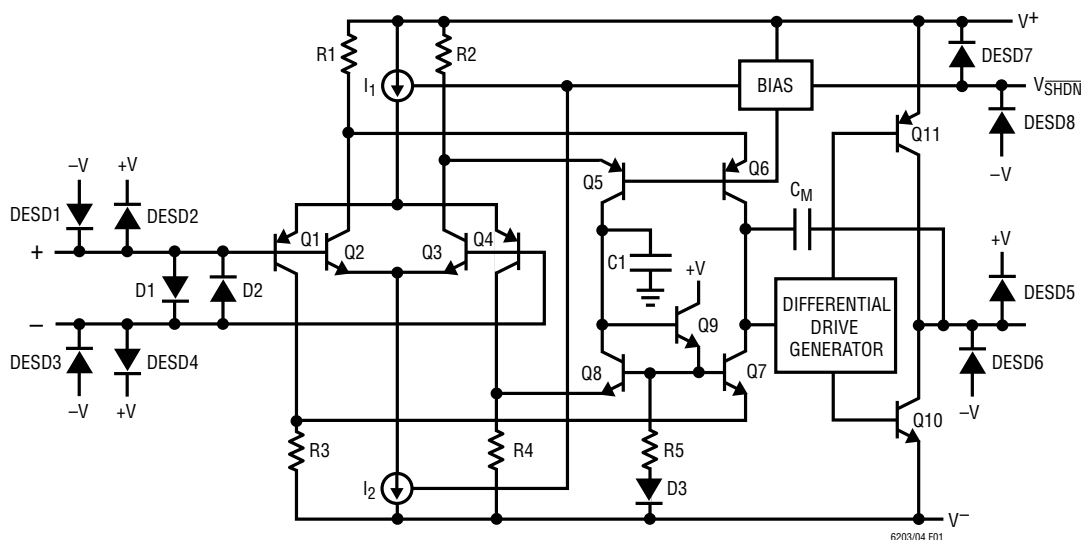 V+
R1
R2
DESD7
I1
BIAS
VSHDN
DESD8
–V
Q11
–V
+V
Q5
Q6
CM
DESD1
DESD2
+V
+
Q1
Q2
Q3
Q4
C1
+V
DESD5
D1
D2
DIFFERENTIAL
DRIVE
GENERATOR
–
Q9
DESD3
DESD4
Q8
Q7
DESD6
–V
+V
–V
Q10
R3
R4
R5
I2
D3
V–
6203/04 F01